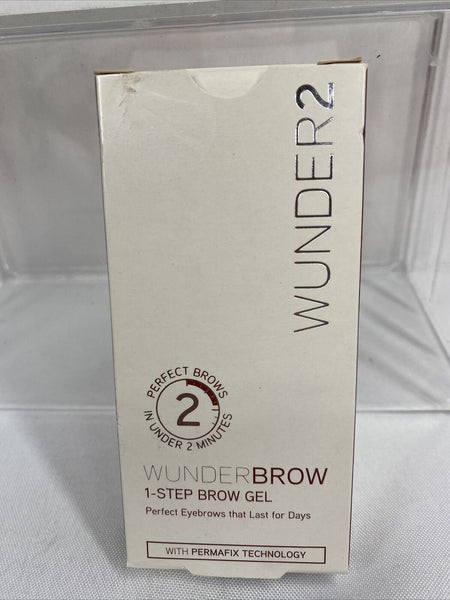 WUNDER2
PERFECT BROWS
2
IN UNDER 2 MINUTES
WUNDERBROW
1-STEP BROW GEL
Perfect Eyebrows that Last for Days
WITH PERMAFIX TECHNOLOGY